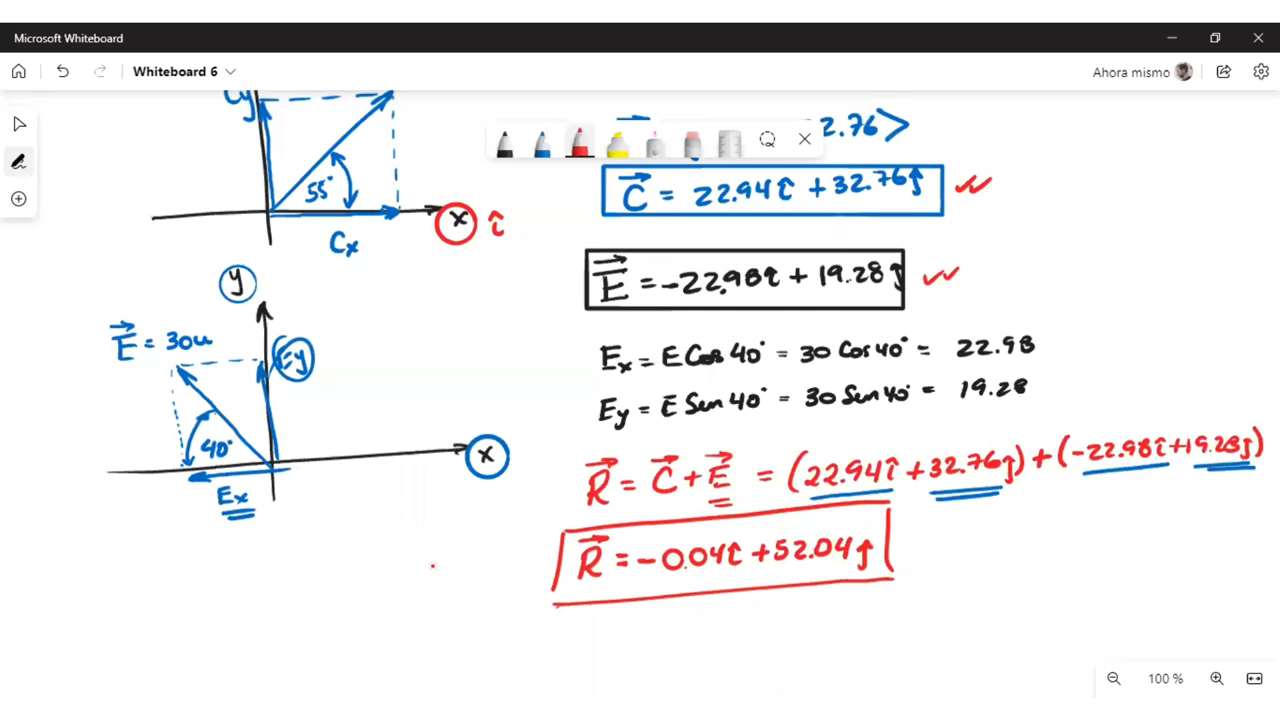 Microsoft Whiteboard
Whiteboard 6
Ahora mismo
Cy
55°
Cx
x î
2.76>
C⃗ = 22.94î + 32.76ĵ
E⃗ = -22.98î + 19.28ĵ
y
E⃗ = 30u
Ey
40°
Ex
x
Ex = E Cos 40° = 30 Cos 40° = 22.98
Ey = E Sen 40° = 30 Sen 40° = 19.28
R⃗ = C⃗ + E⃗ = (22.94î + 32.76ĵ) + (-22.98î + 19.28ĵ)
R⃗ = -0.04î + 52.04ĵ
100 %